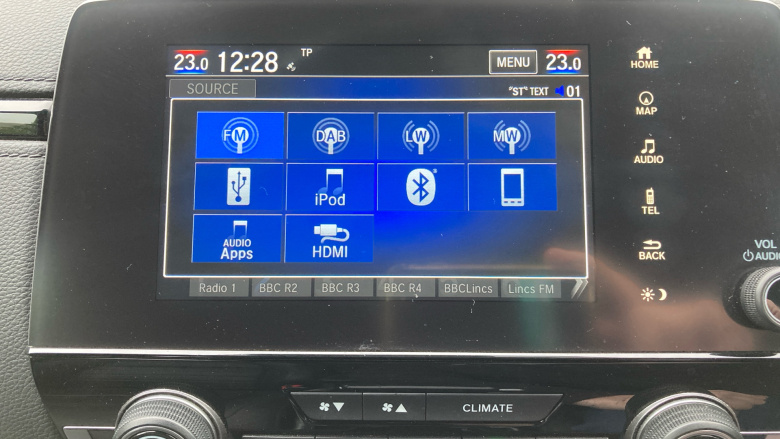 23.0 12:28 TP MENU 23.0
SOURCE "ST" TEXT 01
FM DAB LW MW
iPod
AUDIO
Apps
HDMI
Radio 1 BBC R2 BBC R3 BBC R4 BBCLincs Lincs FM
HOME
MAP
AUDIO
TEL
BACK
VOL
AUDIO
CLIMATE